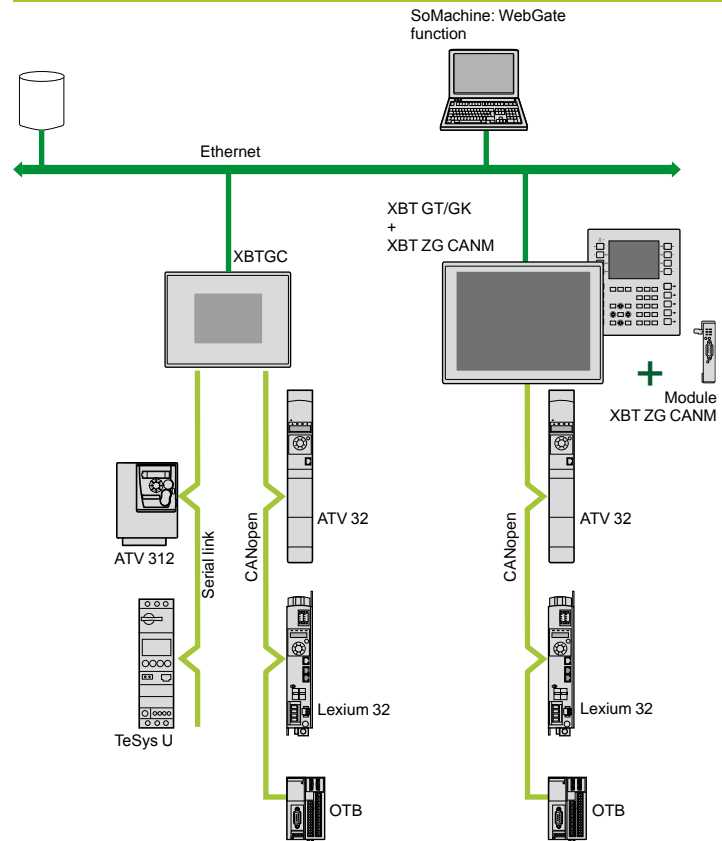 SoMachine: WebGate
function
Ethernet
XBT GT/GK
+
XBT ZG CANM
XBTGC
Module
XBT ZG CANM
ATV 312
Serial link
CANopen
ATV 32
CANopen
ATV 32
TeSys U
Lexium 32
Lexium 32
OTB
OTB